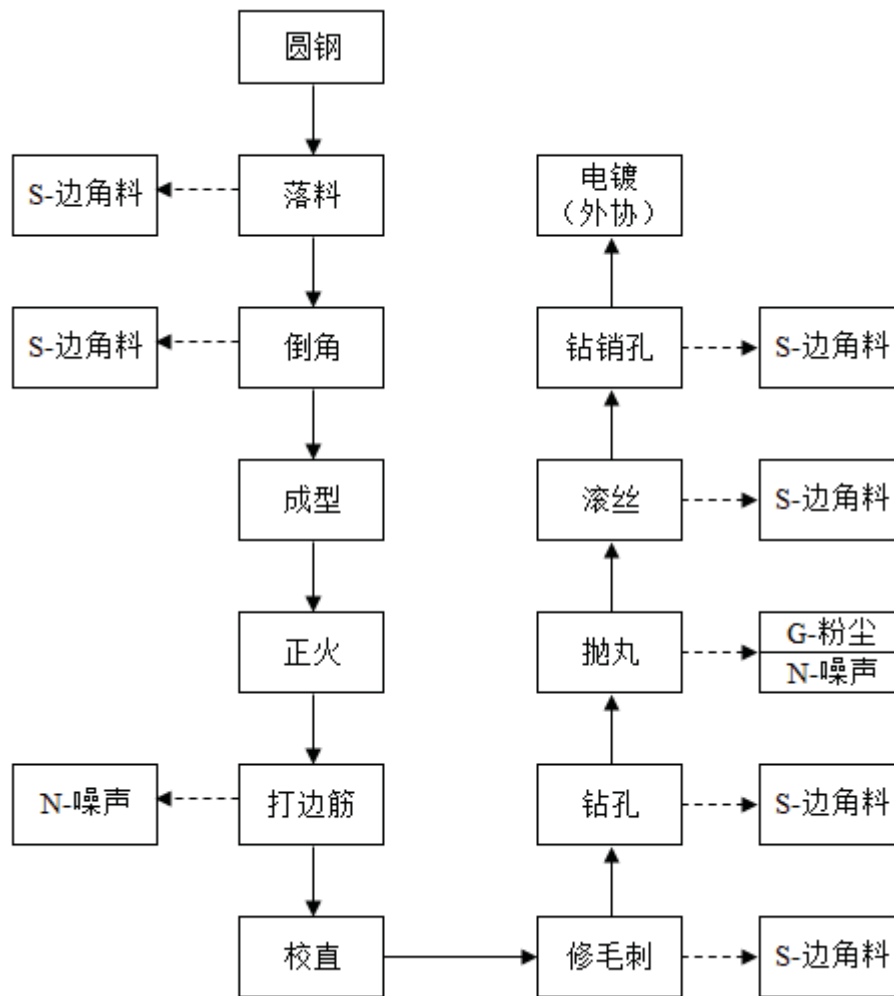 圆钢
S-边角料
落料
电镀
（外协）
S-边角料
倒角
钻销孔
S-边角料
成型
滚丝
S-边角料
正火
抛丸
G-粉尘
N-噪声
N-噪声
打边筋
钻孔
S-边角料
校直
修毛刺
S-边角料